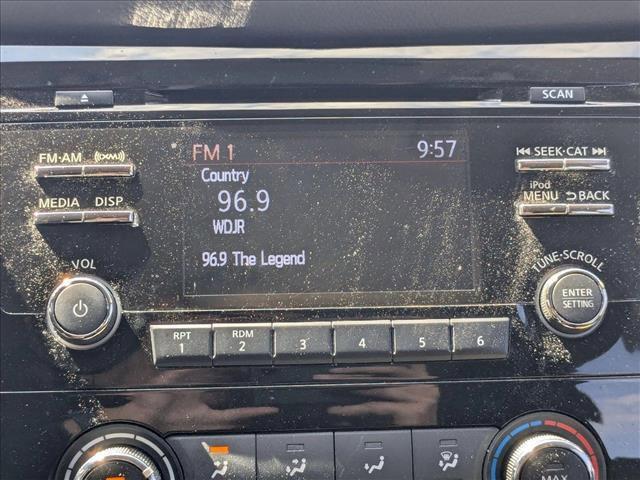 SCAN
FM·AM ((XM))
FM 1 9:57
SEEK·CAT
Country
iPod
MEDIA DISP
96.9
MENU BACK
WDJR
96.9 The Legend
VOL
TUNE·SCROLL
ENTER
SETTING
RPT
1
RDM
2
3
4
5
6
MAX